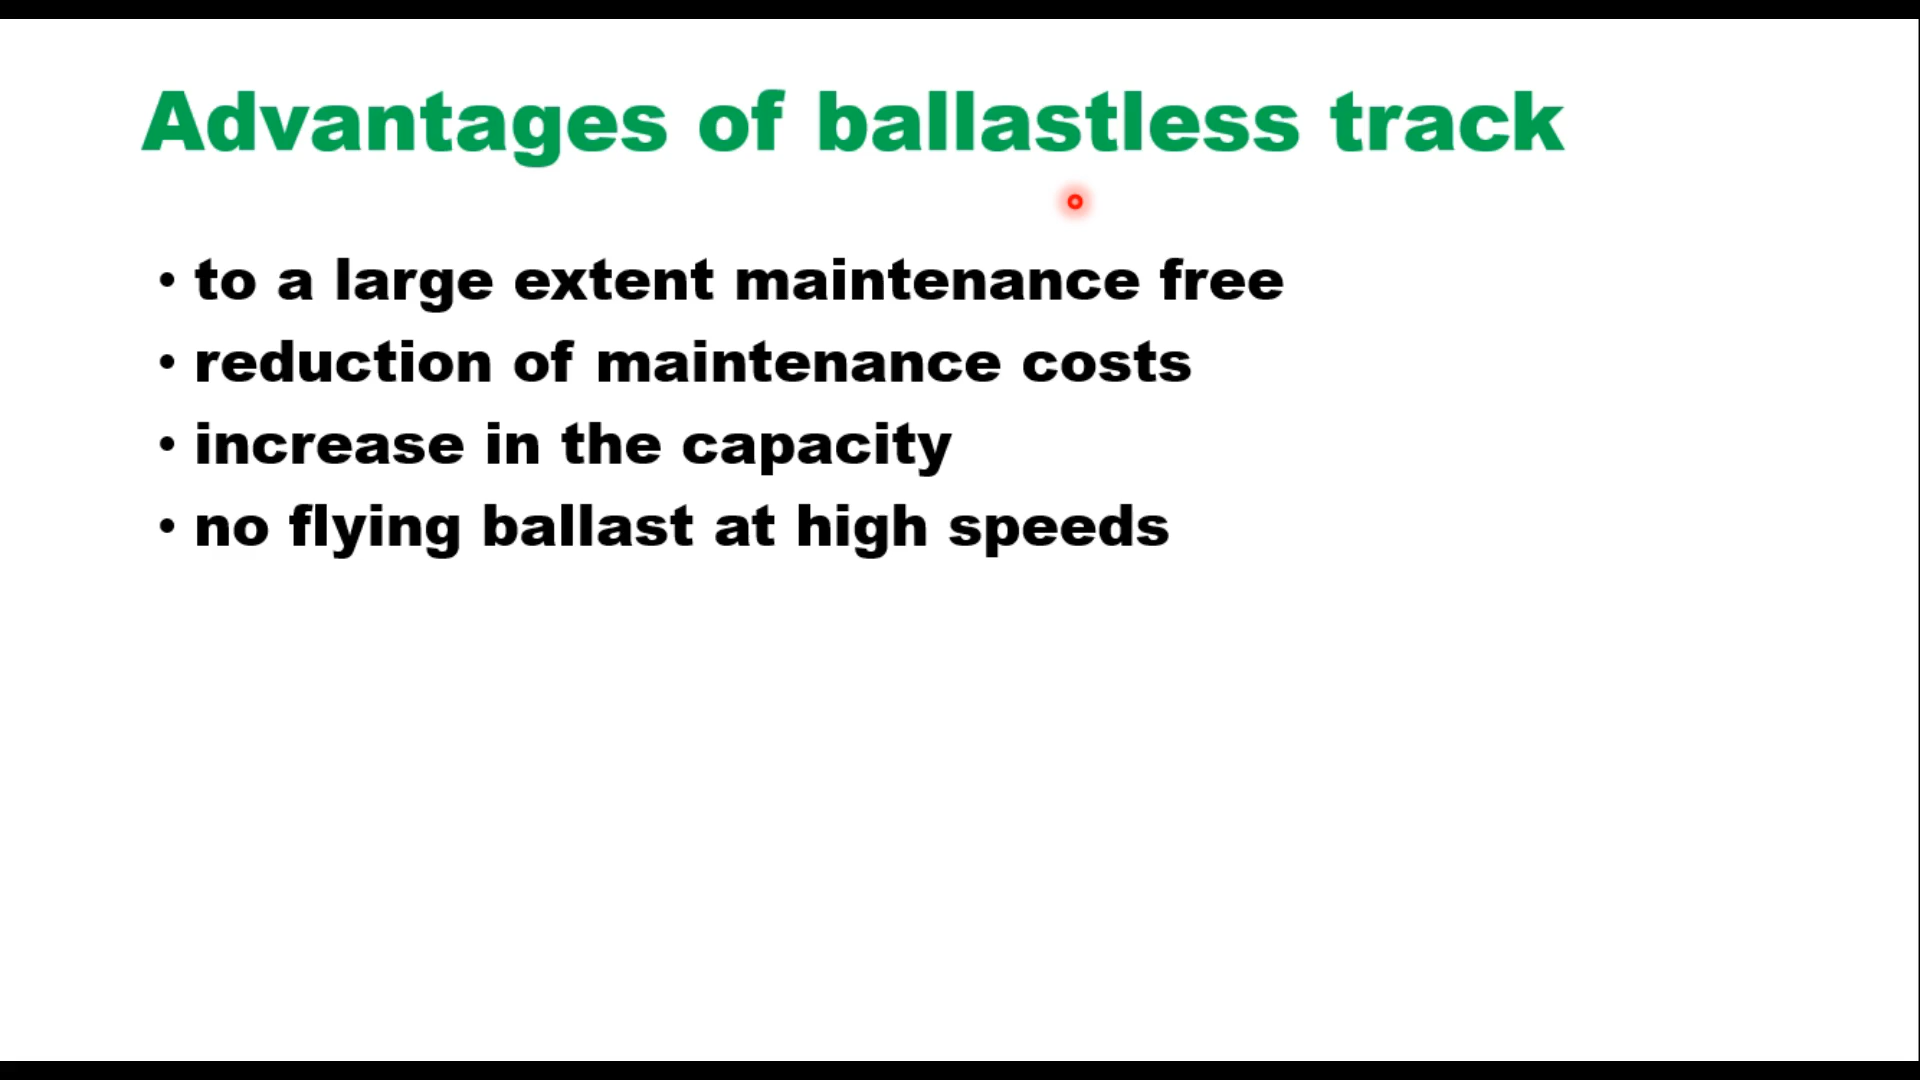 Advantages of ballastless track
• to a large extent maintenance free
• reduction of maintenance costs
• increase in the capacity
• no flying ballast at high speeds